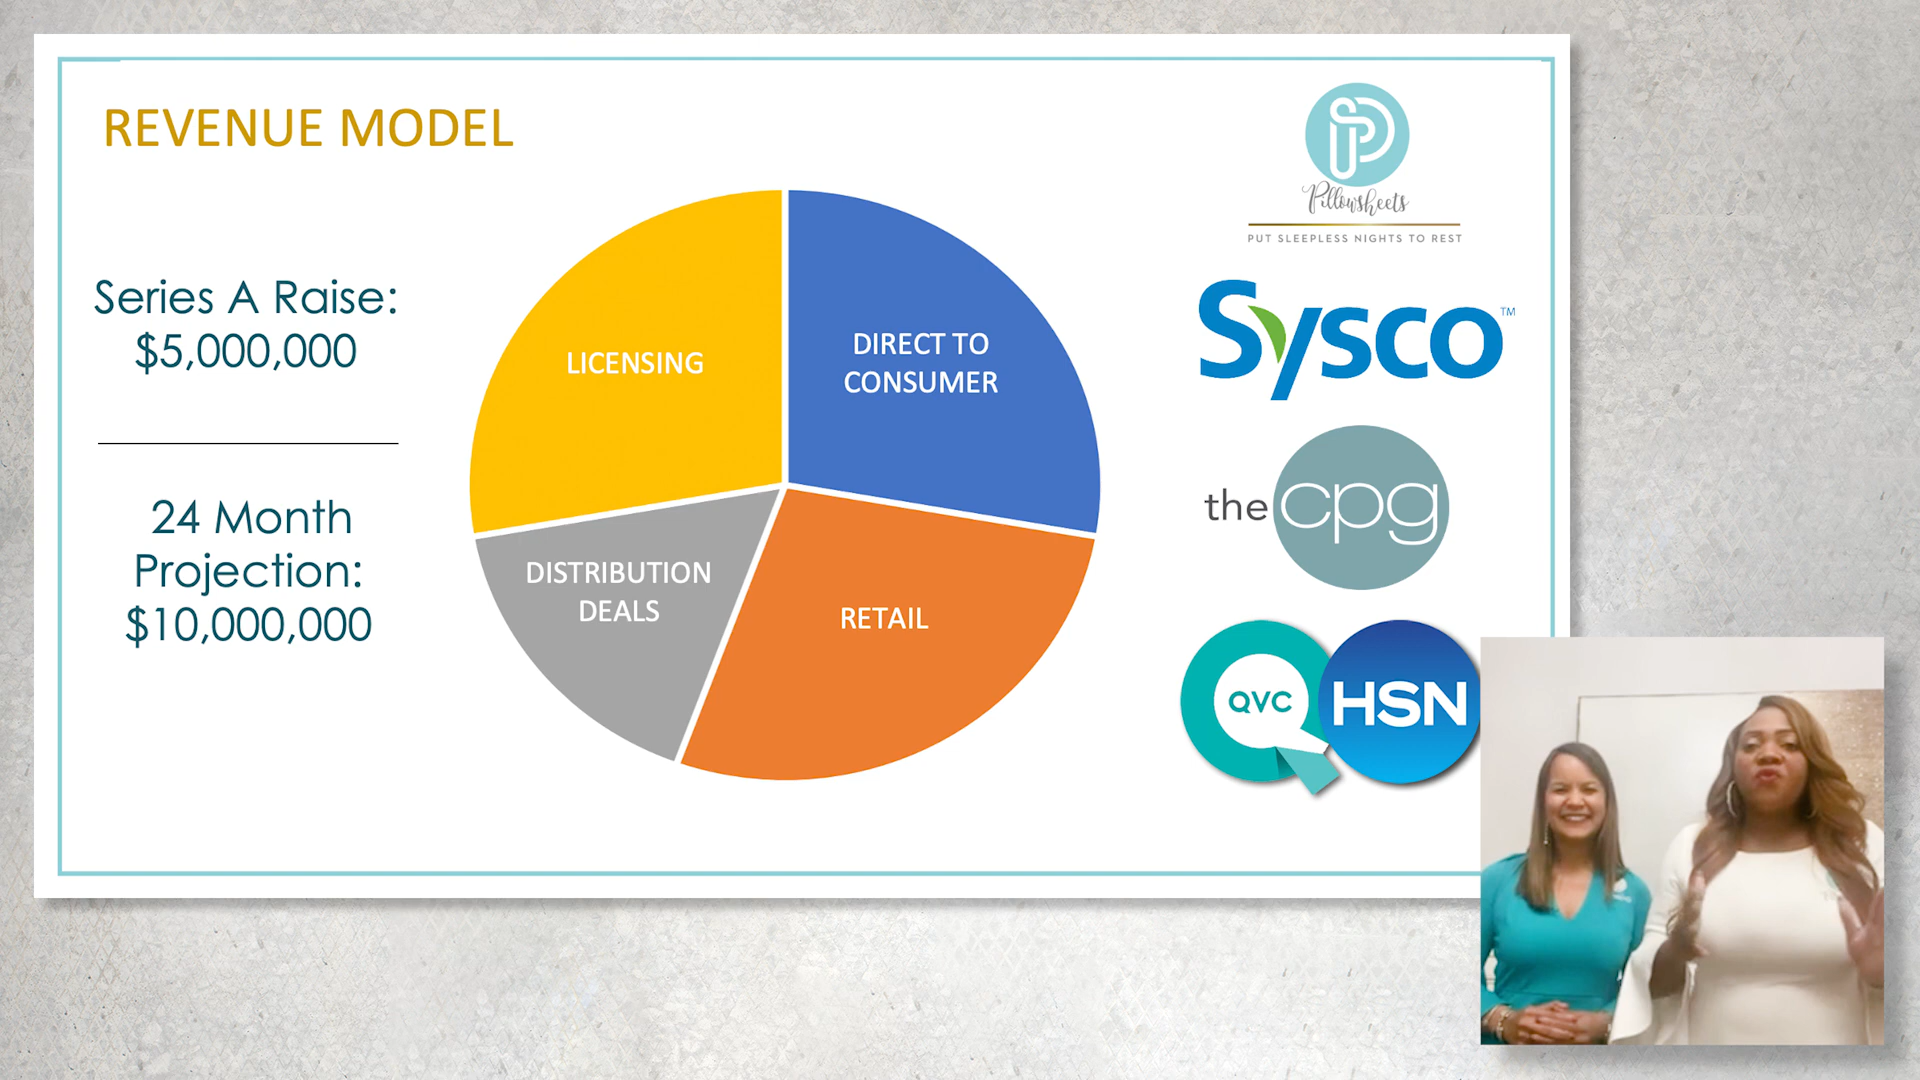 REVENUE MODEL
Series A Raise:
$5,000,000
24 Month
Projection:
$10,000,000
LICENSING
DIRECT TO
CONSUMER
DISTRIBUTION
DEALS
RETAIL
Pillowsheets
PUT SLEEPLESS NIGHTS TO REST
Sysco™
the cpg
QVC
HSN